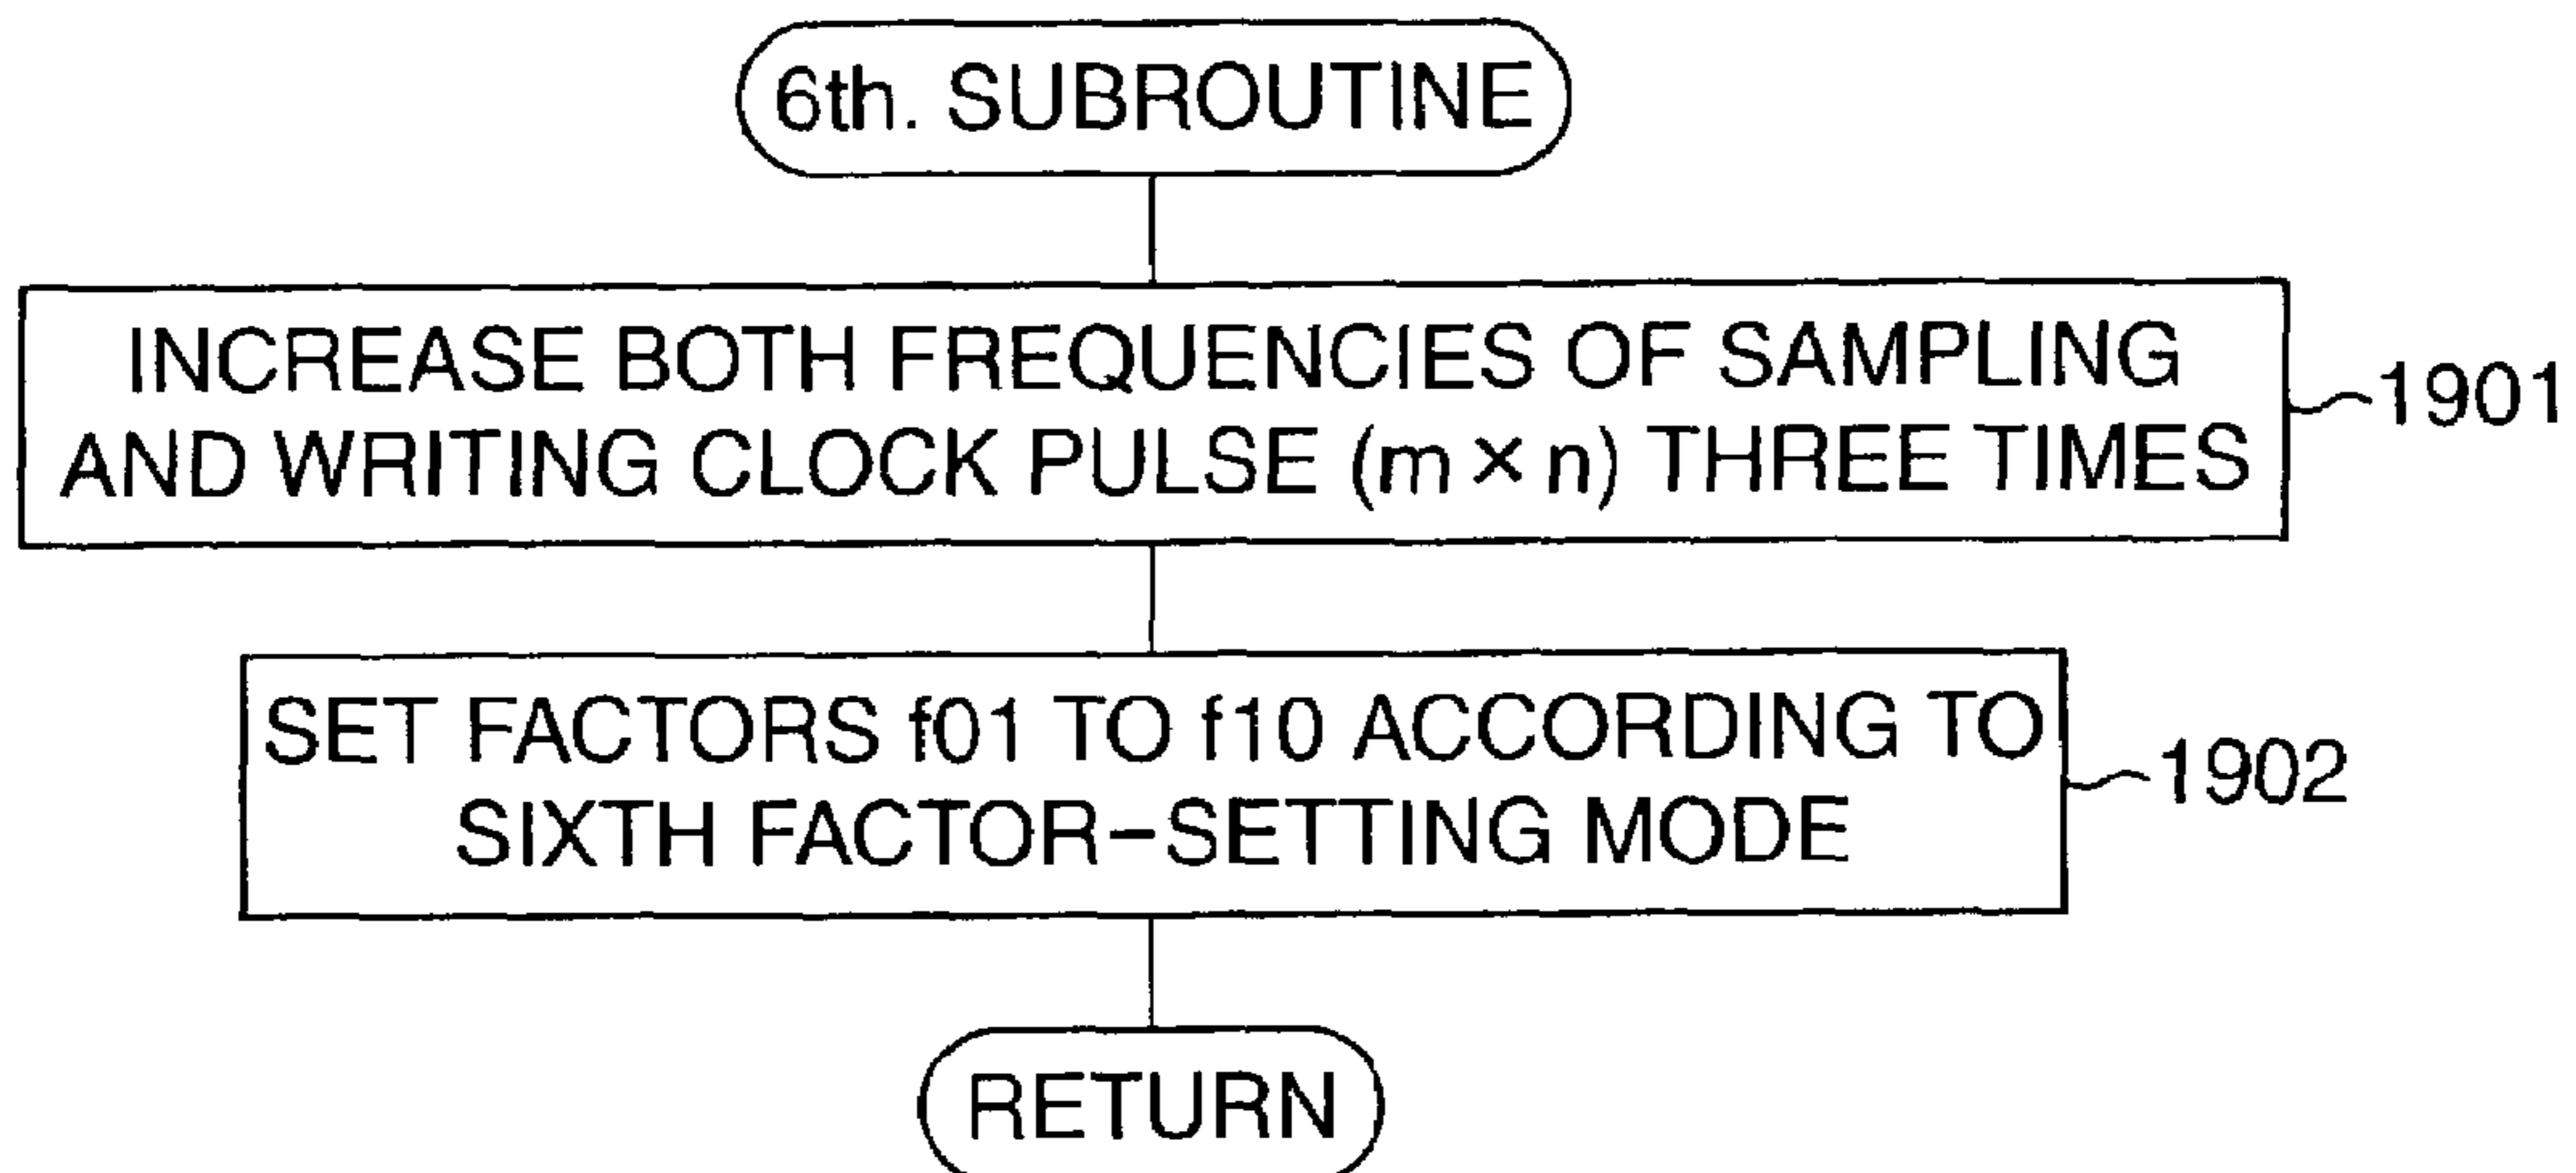 6th. SUBROUTINE
INCREASE BOTH FREQUENCIES OF SAMPLING
AND WRITING CLOCK PULSE (m × n) THREE TIMES
1901
SET FACTORS f01 TO f10 ACCORDING TO
SIXTH FACTOR-SETTING MODE
1902
RETURN